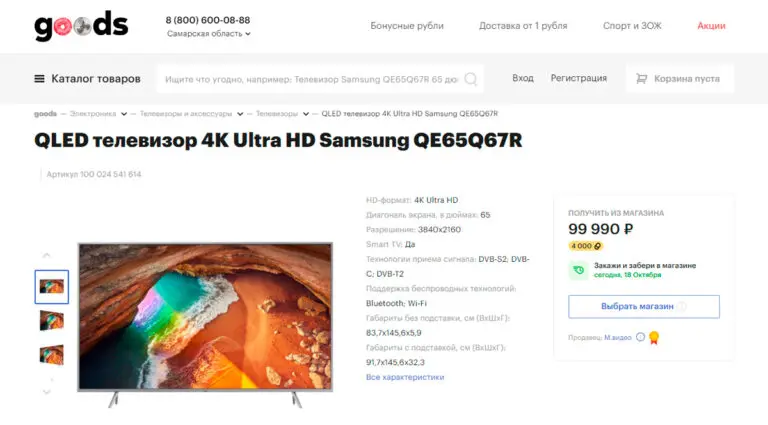 goods
8 (800) 600-08-88
Самарская область
Бонусные рубли
Доставка от 1 рубля
Спорт и ЗОЖ
Акции
Каталог товаров
Ищите что угодно, например: Телевизор Samsung QE65Q67R 65 дюй
Вход
Регистрация
Корзина пуста
goods — Электроника — Телевизоры и аксессуары — Телевизоры — QLED телевизор 4K Ultra HD Samsung QE65Q67R
QLED телевизор 4K Ultra HD Samsung QE65Q67R
Артикул 100 024 541 614
HD-формат: 4K Ultra HD
Диагональ экрана, в дюймах: 65
Разрешение: 3840x2160
Smart TV: Да
Технологии приема сигнала: DVB-S2; DVB-
C; DVB-T2
Поддержка беспроводных технологий:
Bluetooth; Wi-Fi
Габариты без подставки, см (ВxШxГ):
83,7x145,6x5,9
Габариты с подставкой, см (ВxШxГ):
91,7x145,6x32,3
Все характеристики
ПОЛУЧИТЬ ИЗ МАГАЗИНА
99 990 ₽
4 000
Закажи и забери в магазине
сегодня, 18 Октября
Выбрать магазин
Продавец: М.видео